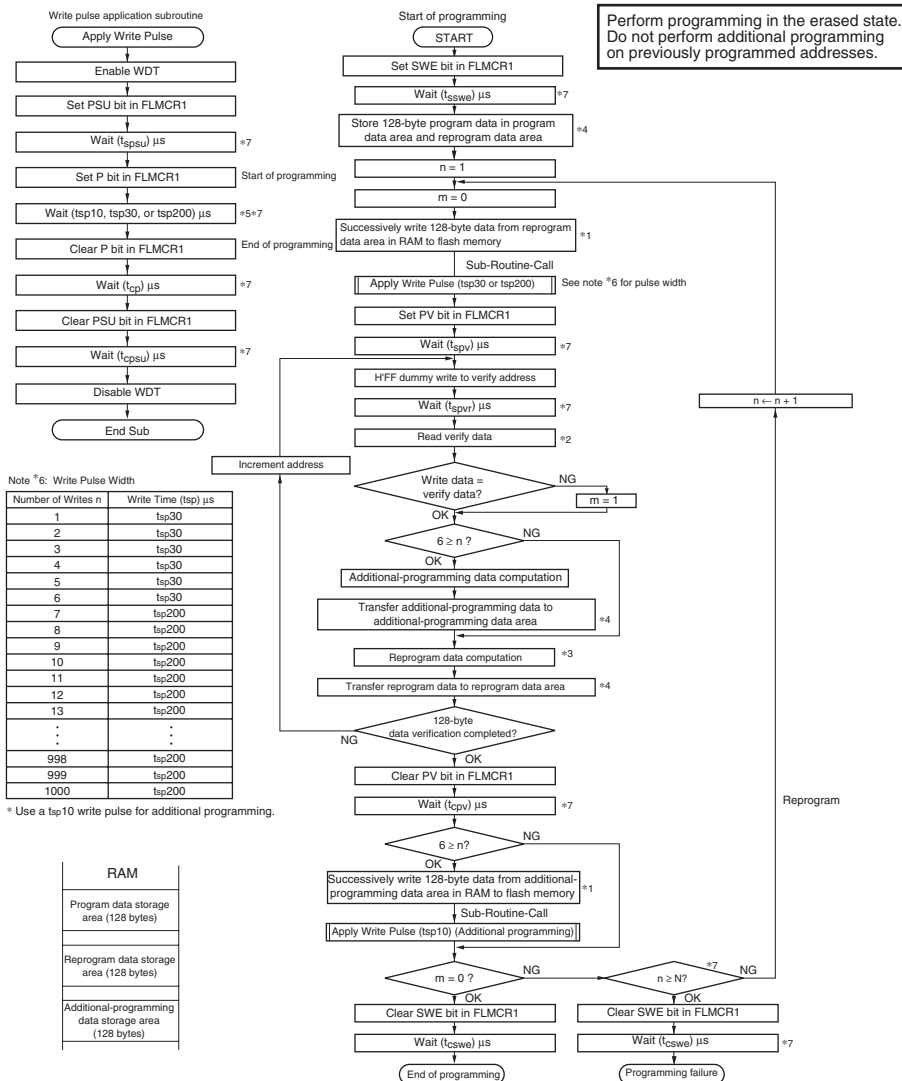 Write pulse application subroutine
Apply Write Pulse
Enable WDT
Set PSU bit in FLMCR1
Wait (tspsu) µs
*7
Set P bit in FLMCR1
Start of programming
Wait (tsp10, tsp30, or tsp200) µs
*5*7
Clear P bit in FLMCR1
End of programming
Wait (tcp) µs
*7
Clear PSU bit in FLMCR1
Wait (tcpsu) µs
*7
Disable WDT
End Sub
Note *6: Write Pulse Width
Number of Writes n Write Time (tsp) µs
1 tsp30
2 tsp30
3 tsp30
4 tsp30
5 tsp30
6 tsp30
7 tsp200
8 tsp200
9 tsp200
10 tsp200
11 tsp200
12 tsp200
13 tsp200
998 tsp200
999 tsp200
1000 tsp200
* Use a tsp10 write pulse for additional programming.
RAM
Program data storage
area (128 bytes)
Reprogram data storage
area (128 bytes)
Additional-programming
data storage area
(128 bytes)
Start of programming
START
Set SWE bit in FLMCR1
Wait (tsswe) µs
*7
Store 128-byte program data in program
data area and reprogram data area
*4
n = 1
m = 0
Successively write 128-byte data from reprogram
data area in RAM to flash memory
*1
Sub-Routine-Call
Apply Write Pulse (tsp30 or tsp200)
See note *6 for pulse width
Set PV bit in FLMCR1
Wait (tspv) µs
*7
H'FF dummy write to verify address
Wait (tspvr) µs
*7
Read verify data
*2
Increment address
Write data =
verify data?
NG
m = 1
OK
6 ≥ n ?
NG
OK
Additional-programming data computation
Transfer additional-programming data to
additional-programming data area
*4
Reprogram data computation
*3
Transfer reprogram data to reprogram data area
*4
128-byte
data verification completed?
NG
OK
Clear PV bit in FLMCR1
Wait (tcpv) µs
*7
6 ≥ n?
NG
OK
Successively write 128-byte data from additional-
programming data area in RAM to flash memory
*1
Sub-Routine-Call
Apply Write Pulse (tsp10) (Additional programming)
m = 0 ?
NG
OK
Clear SWE bit in FLMCR1
Wait (tcswe) µs
End of programming
n ≥ N?
*7
NG
OK
Clear SWE bit in FLMCR1
Wait (tcswe) µs
*7
Programming failure
n ← n + 1
Reprogram
Perform programming in the erased state.
Do not perform additional programming
on previously programmed addresses.